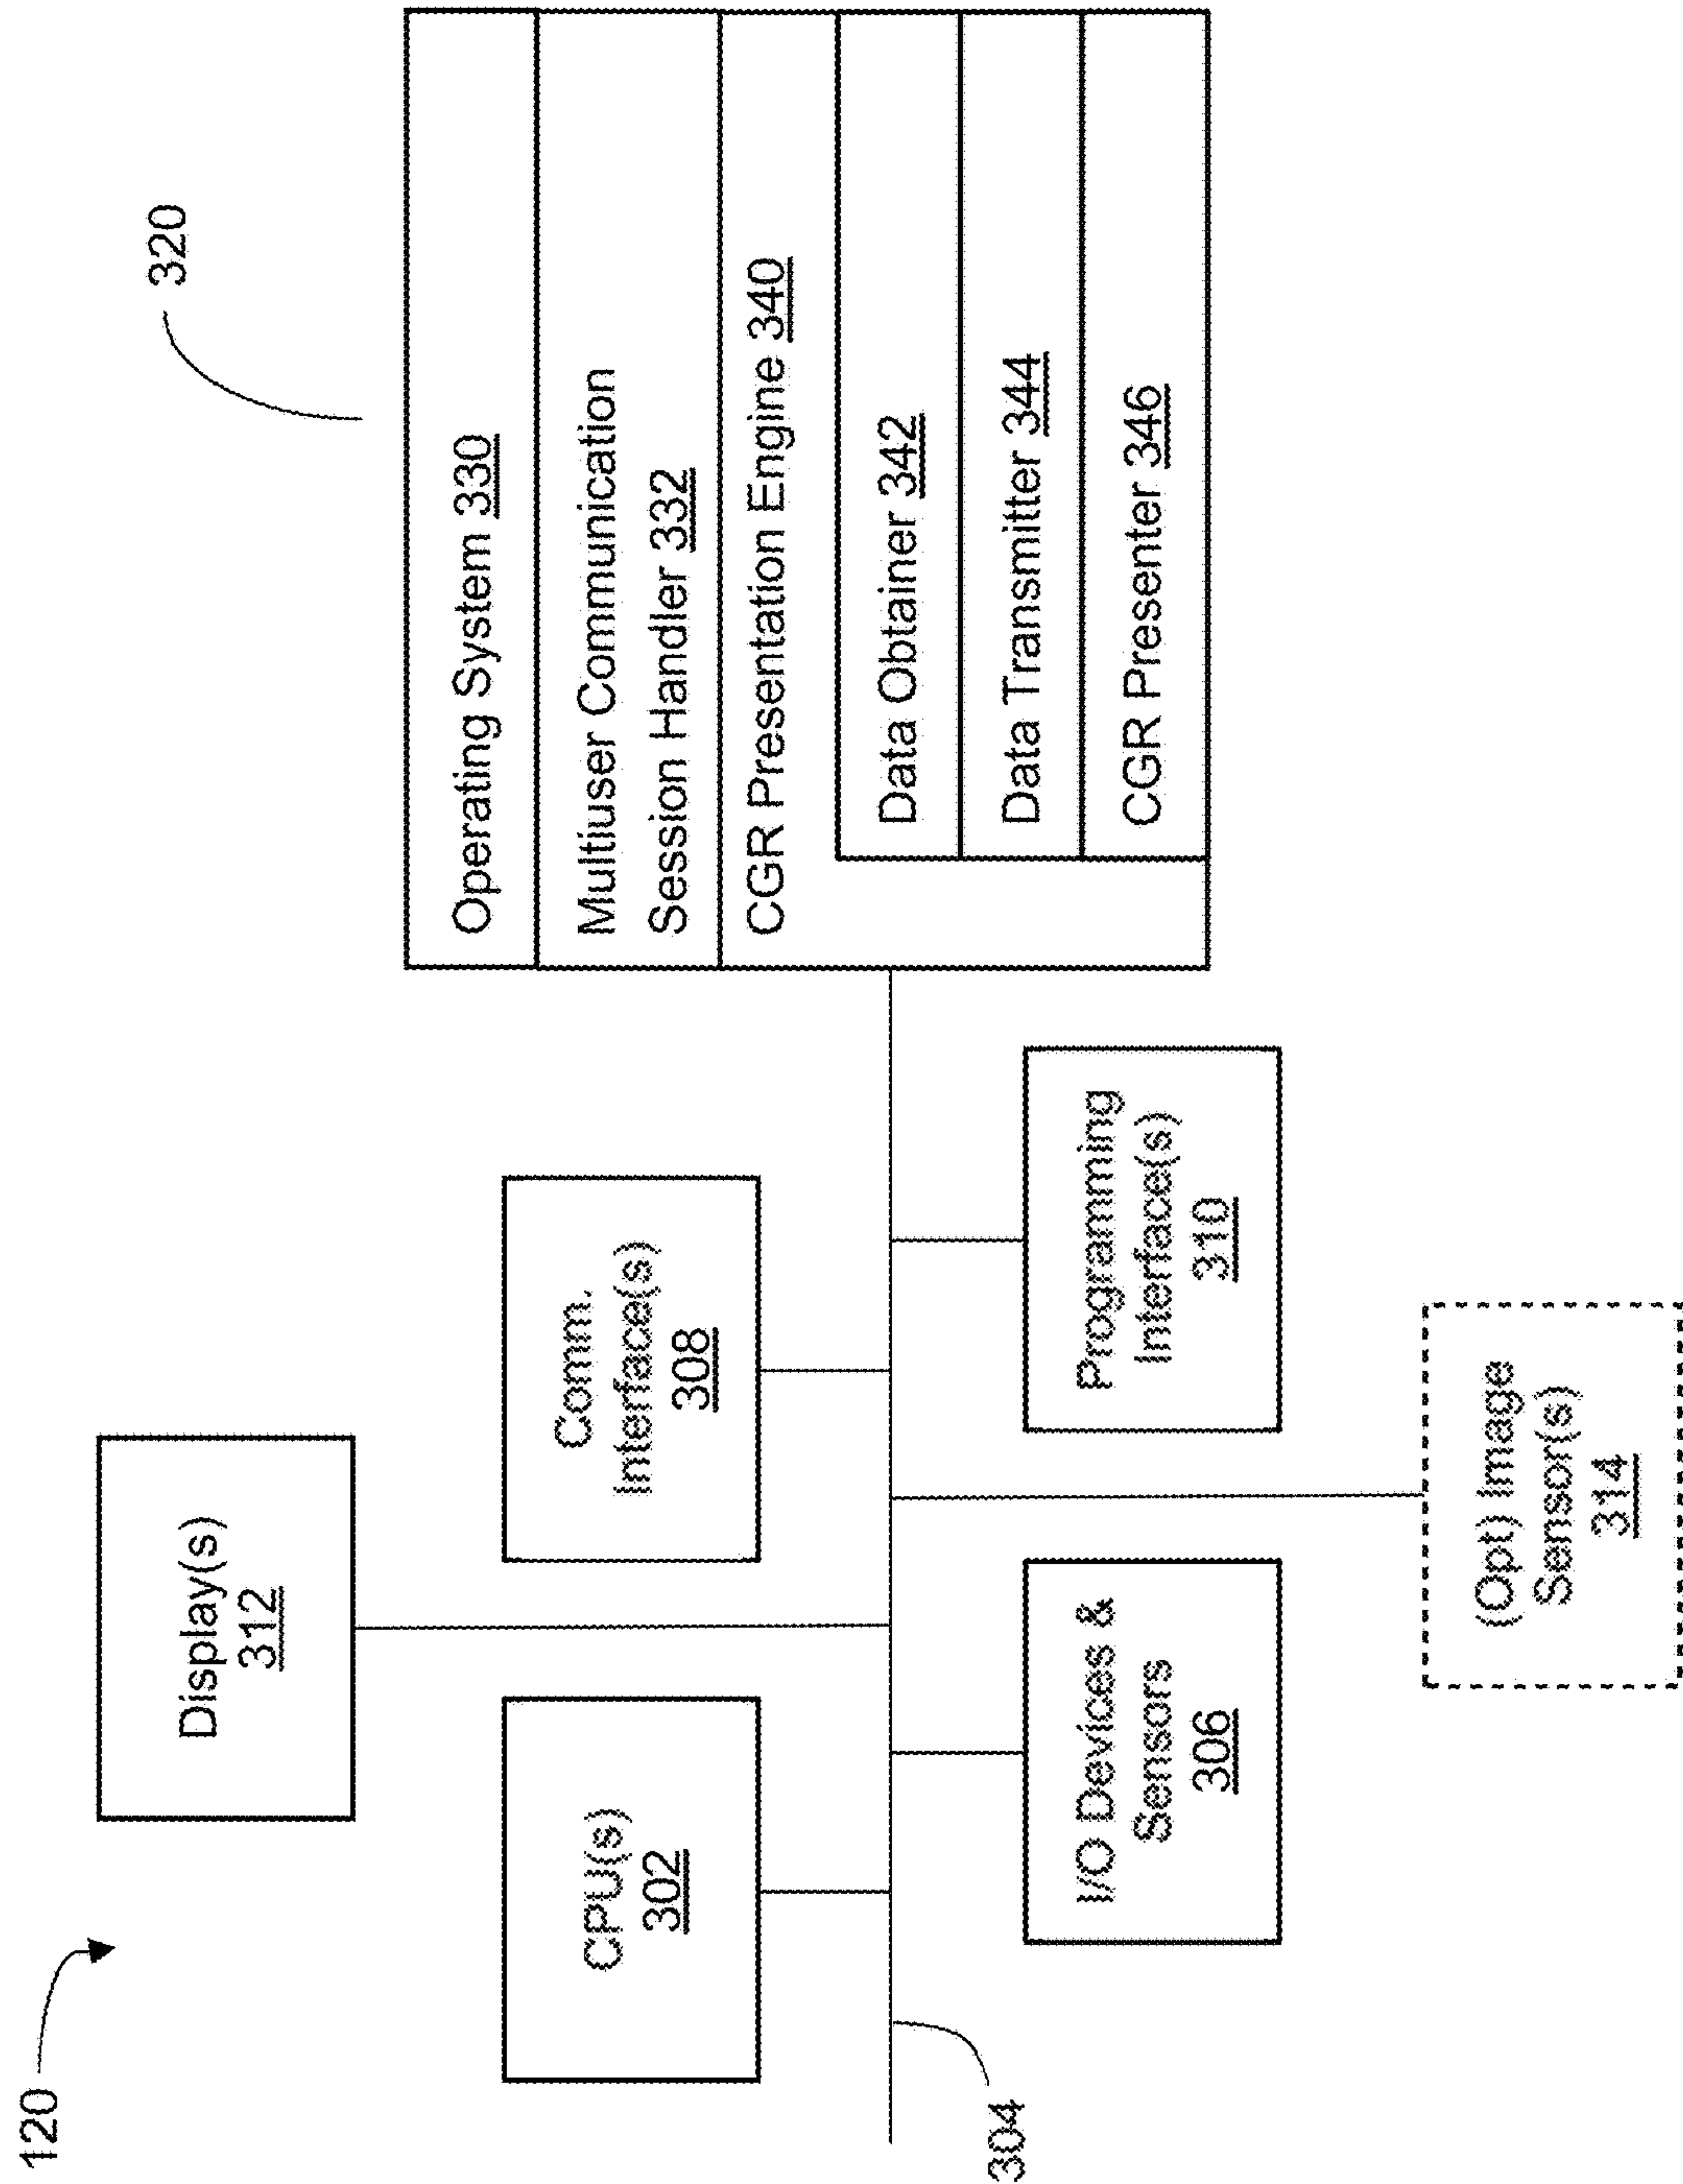 120
320
Display(s)
312
CPU(s)
302
Comm.
Interface(s)
308
304
I/O Devices &
Sensors
306
Programming
Interface(s)
310
(Opt) Image
Sensor(s)
314
Operating System 330
Multiuser Communication
Session Handler 332
CGR Presentation Engine 340
Data Obtainer 342
Data Transmitter 344
CGR Presenter 346